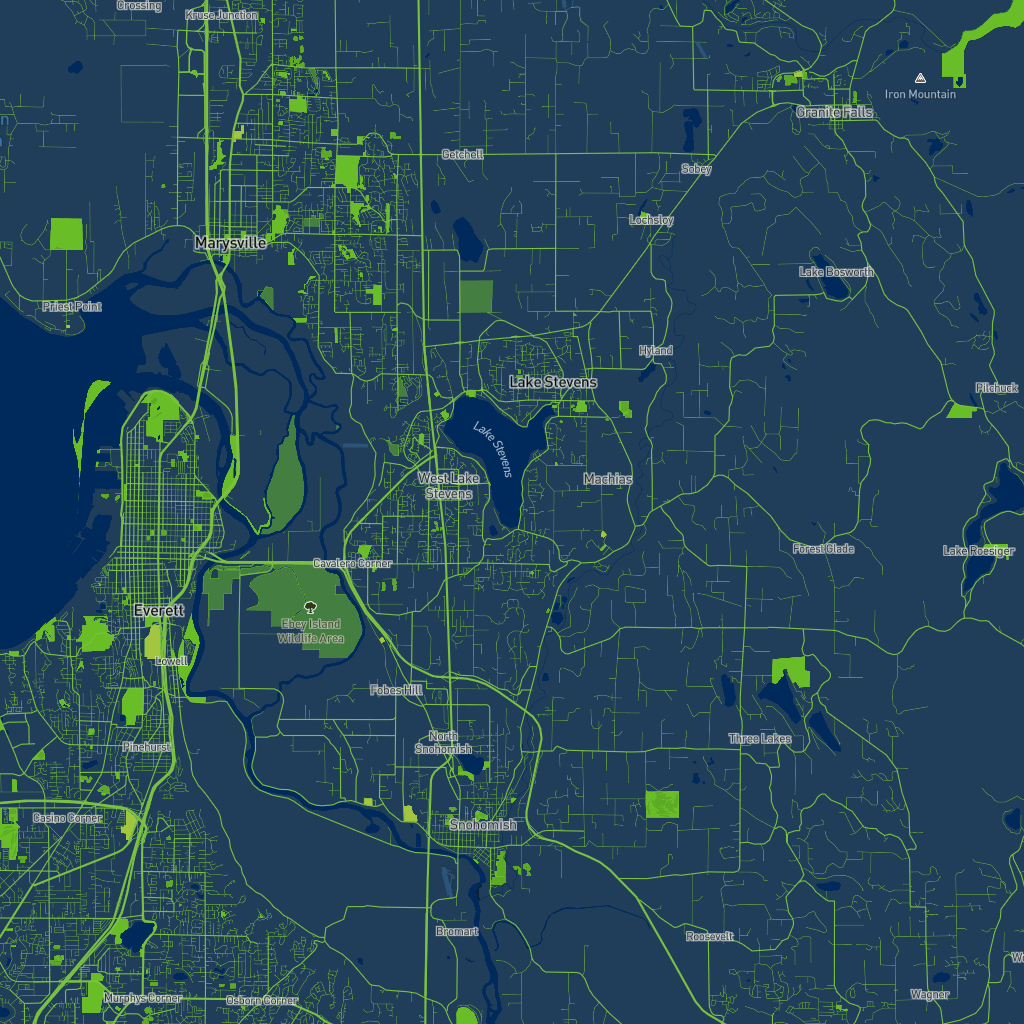 Crossing
Kruse Junction
Iron Mountain
Granite Falls
Getchell
Sobey
Lochsloy
Marysville
Lake Bosworth
Priest Point
Hyland
Lake Stevens
Pilchuck
Lake Stevens
West Lake
Stevens
Machias
Forest Glade
Lake Roesiger
Cavalero Corner
Everett
Ebey Island
Wildlife Area
Lowell
Fobes Hill
North
Snohomish
Three Lakes
Pinehurst
Casino Corner
Snohomish
Bromart
Roosevelt
Murphys Corner
Osborn Corner
Wagner